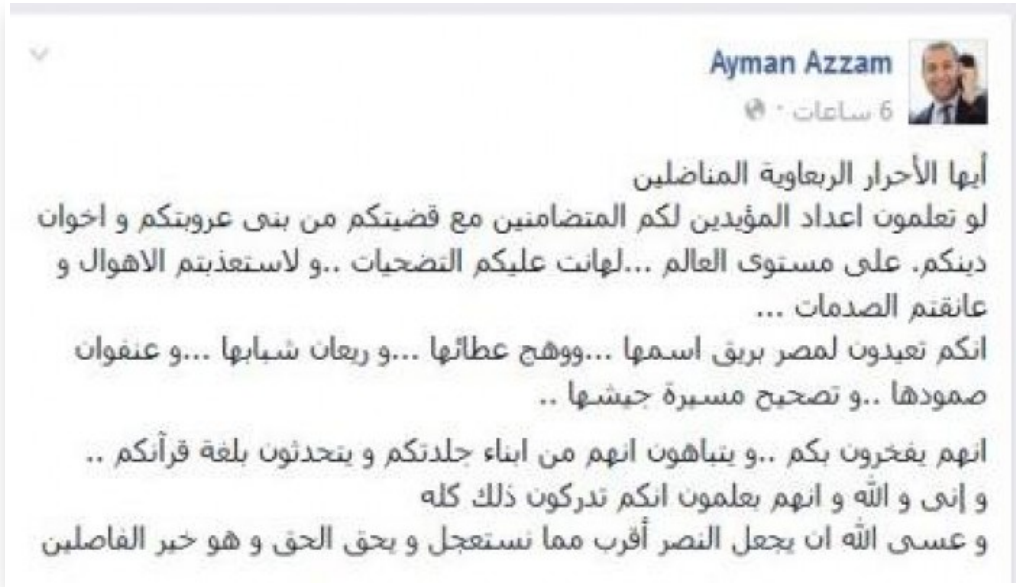 Ayman Azzam
6 ساعات ·
أيها الأحرار الربعاوية المناضلين
لو تعلمون اعداد المؤيدين لكم المتضامنين مع قضيتكم من بنى عروبتكم و اخوان
دينكم. على مستوى العالم ...لهانت عليكم التضحيات ..و لاستعذبتم الاهوال و
عانقتم الصدمات ...
انكم تعيدون لمصر بريق اسمها ...ووهج عطائها ...و ريعان شبابها ...و عنفوان
صمودها ..و تصحيح مسيرة جيشها ..
انهم يفخرون بكم ..و يتباهون انهم من ابناء جلدتكم و يتحدثون بلغة قرآنكم ..
و إنى و الله و انهم يعلمون انكم تدركون ذلك كله
و عسى الله ان يجعل النصر أقرب مما نستعجل و يحق الحق و هو خير الفاصلين